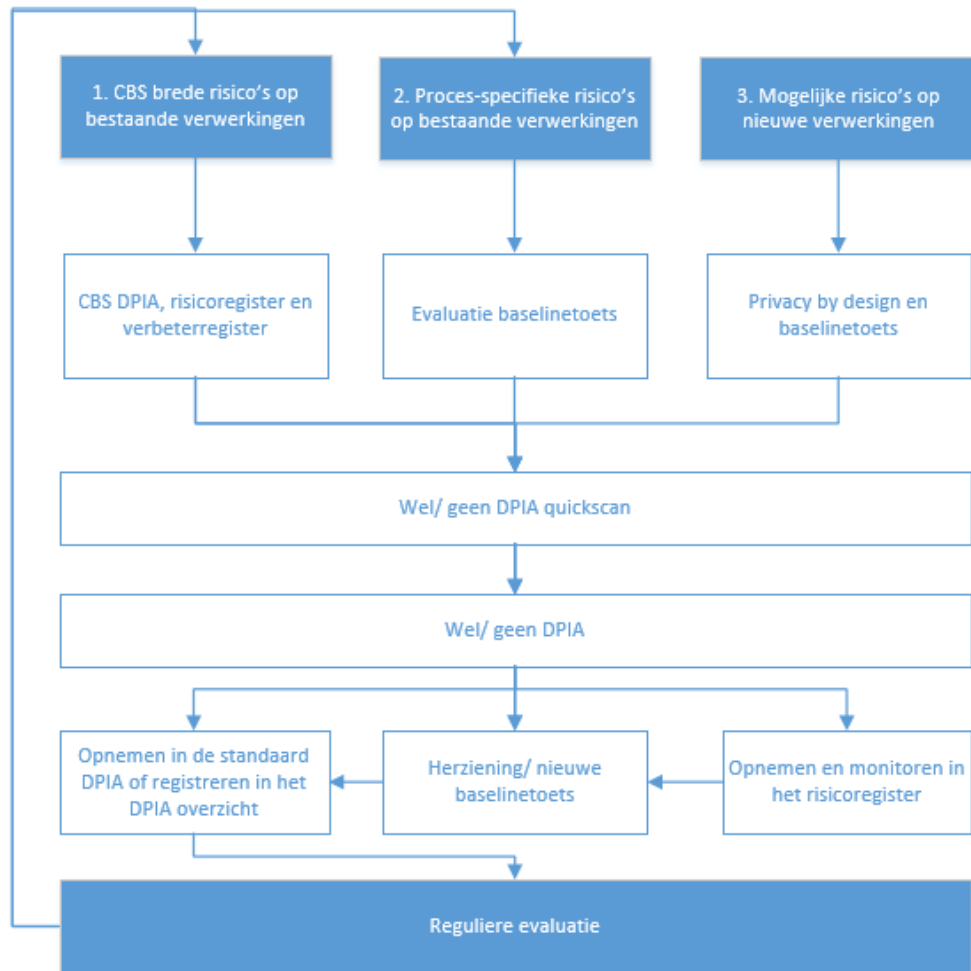 1. CBS brede risico's op
bestaande verwerkingen
2. Proces-specifieke risico's
op bestaande verwerkingen
3. Mogelijke risico's op
nieuwe verwerkingen
CBS DPIA, risicoregister en
verbeterregister
Evaluatie baselinetoets
Privacy by design en
baselinetoets
Wel/ geen DPIA quickscan
Wel/ geen DPIA
Opnemen in de standaard
DPIA of registreren in het
DPIA overzicht
Herziening/ nieuwe
baselinetoets
Opnemen en monitoren in
het risicoregister
Reguliere evaluatie